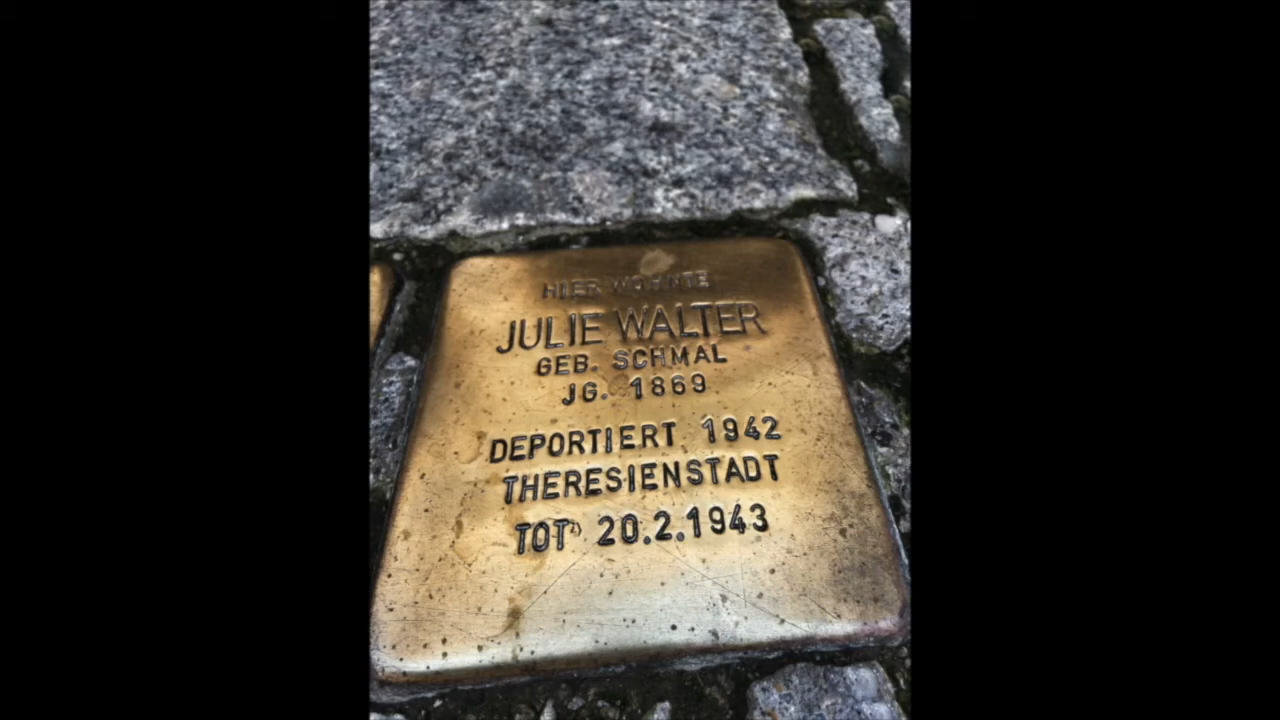 HIER WOHNTE
JULIE WALTER
GEB. SCHMAL
JG. 1869
DEPORTIERT 1942
THERESIENSTADT
TOT 20.2.1943